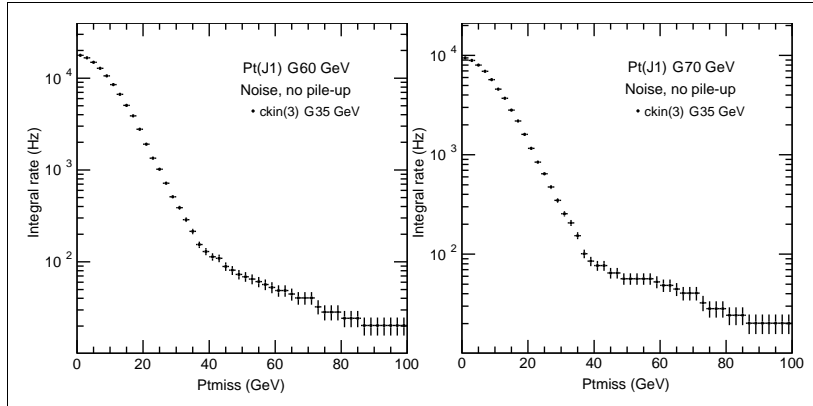 Integral rate (Hz)
10^4
10^3
10^2
10
Pt(J1) G60 GeV
Noise, no pile-up
ckin(3) G35 GeV
0 20 40 60 80 100
Ptmiss (GeV)
Integral rate (Hz)
10^4
10^3
10^2
10
Pt(J1) G70 GeV
Noise, no pile-up
ckin(3) G35 GeV
0 20 40 60 80 100
Ptmiss (GeV)